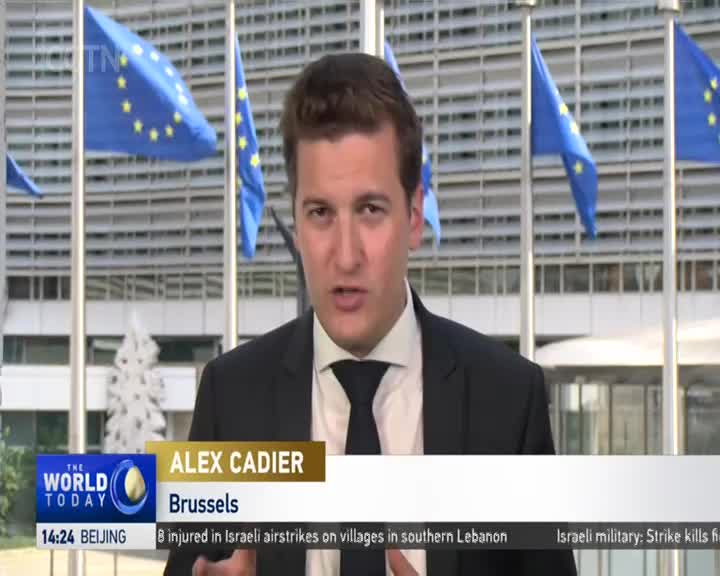 CGTN
ALEX CADIER
THE
WORLD
TODAY
Brussels
14:24 BEIJING
8 injured in Israeli airstrikes on villages in southern Lebanon
Israeli military: Strike kills